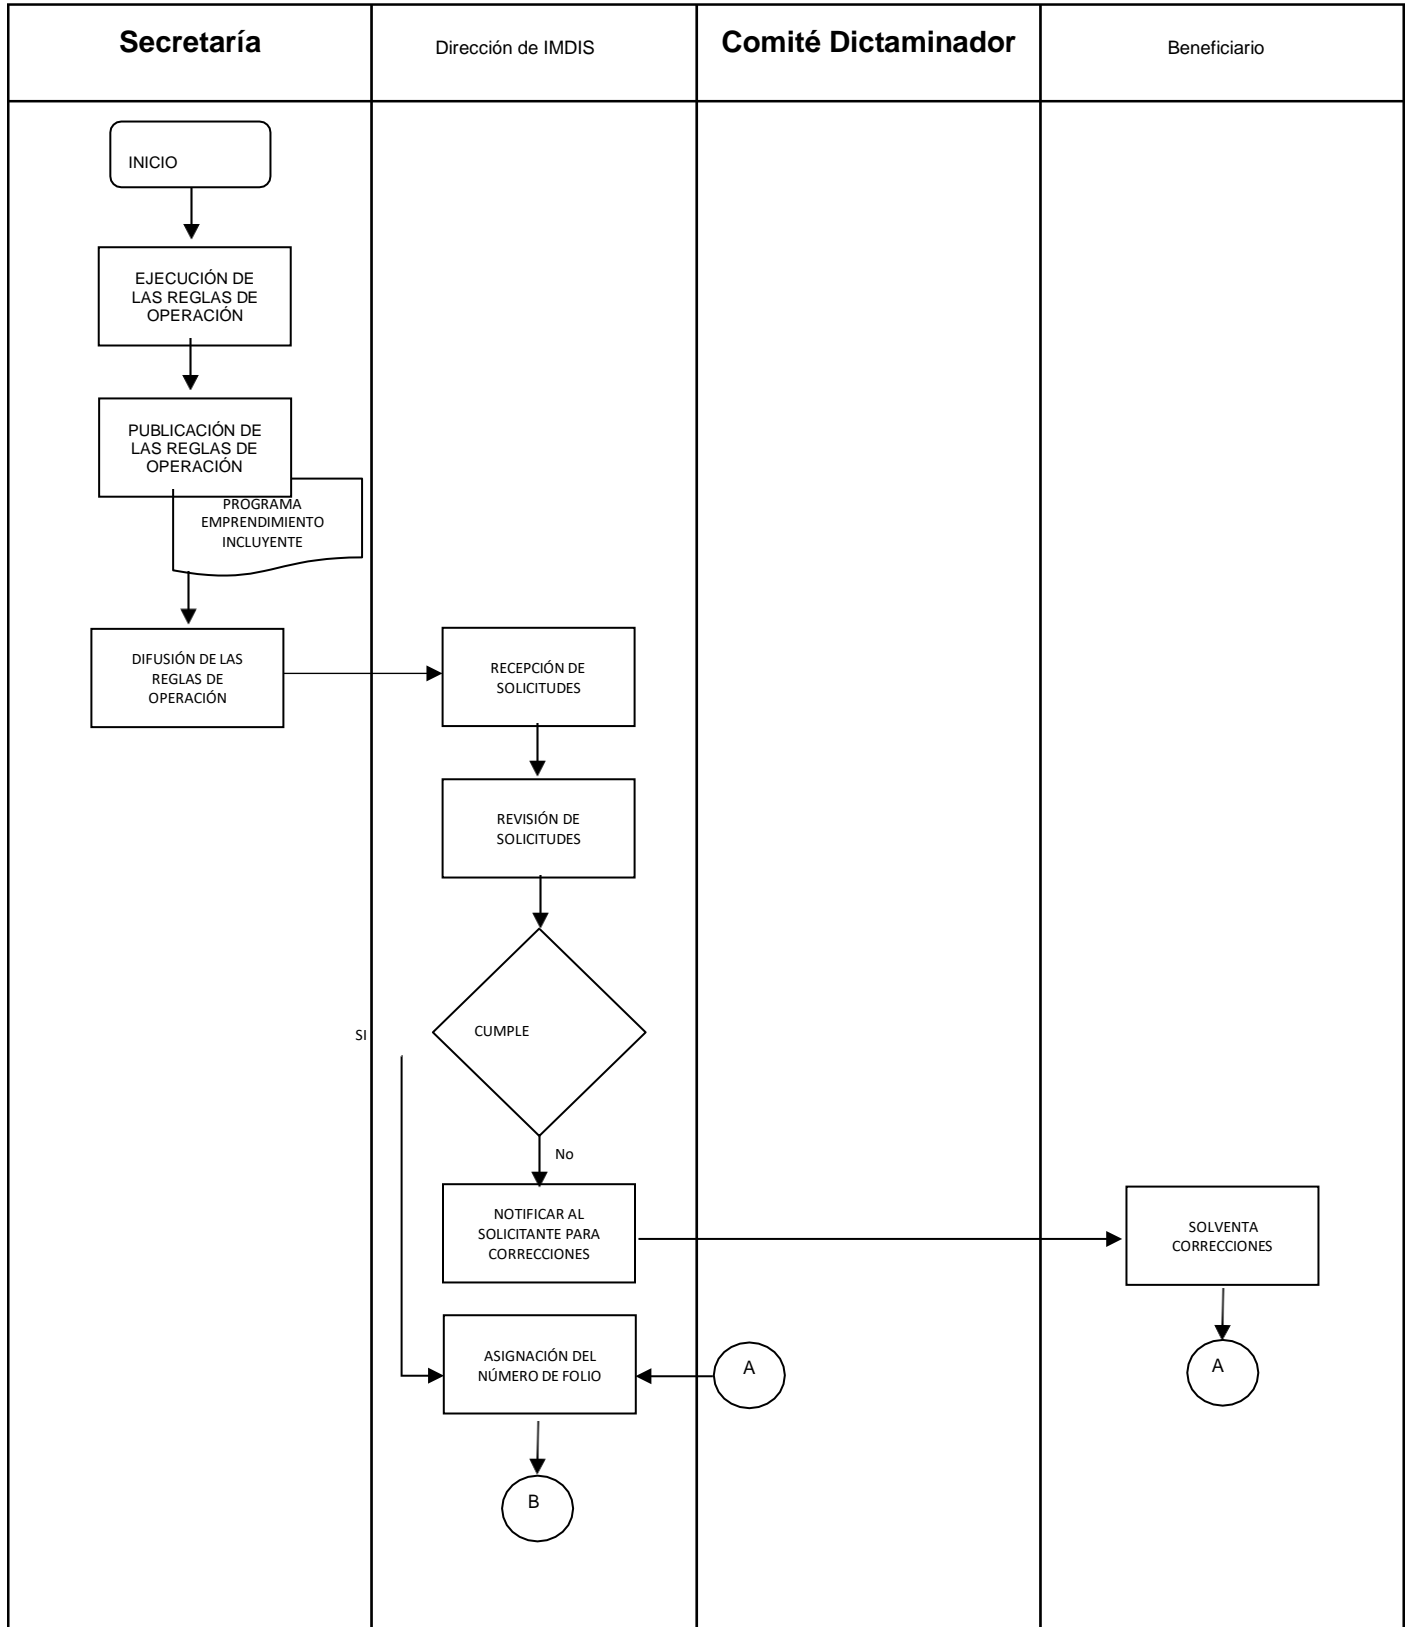 Secretaría
Dirección de IMDIS
Comité Dictaminador
Beneficiario
INICIO
EJECUCIÓN DE
LAS REGLAS DE
OPERACIÓN
PUBLICACIÓN DE
LAS REGLAS DE
OPERACIÓN
PROGRAMA
EMPRENDIMIENTO
INCLUYENTE
DIFUSIÓN DE LAS
REGLAS DE
OPERACIÓN
RECEPCIÓN DE
SOLICITUDES
REVISIÓN DE
SOLICITUDES
CUMPLE
SI
No
NOTIFICAR AL
SOLICITANTE PARA
CORRECCIONES
SOLVENTA
CORRECCIONES
ASIGNACIÓN DEL
NÚMERO DE FOLIO
A
A
B